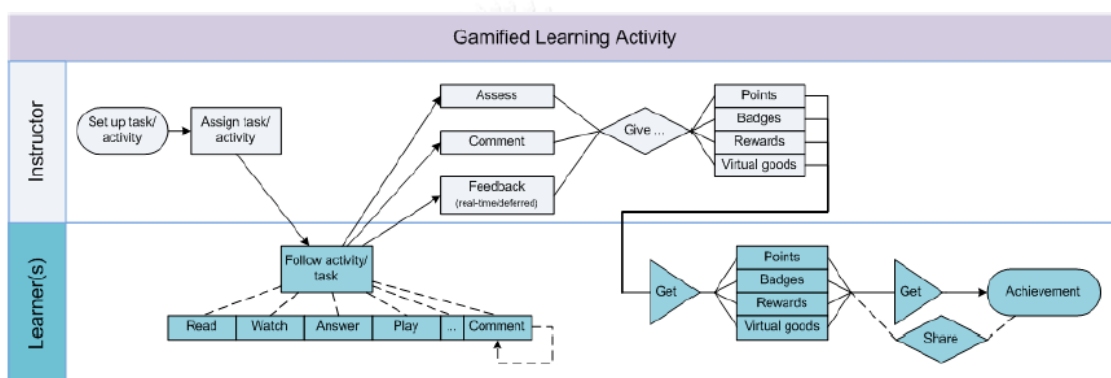 Gamified Learning Activity
Instructor
Set up task/
activity
Assign task/
activity
Assess
Comment
Feedback
(real-time/deferred)
Give ...
Points
Badges
Rewards
Virtual goods
Learner(s)
Follow activity/
task
Read
Watch
Answer
Play
...
Comment
Get
Points
Badges
Rewards
Virtual goods
Get
Share
Achievement